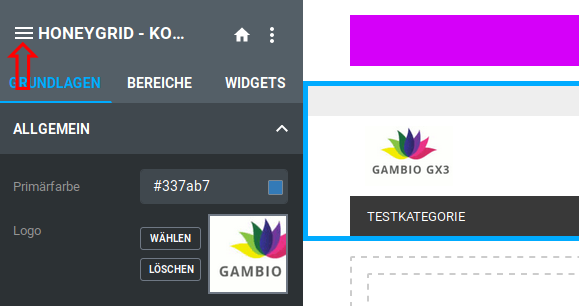 HONEYGRID - KO...
GRUNDLAGEN BEREICHE WIDGETS
ALLGEMEIN
Primärfarbe #337ab7
Logo WÄHLEN
LÖSCHEN
GAMBIO
GAMBIO GX3
TESTKATEGORIE